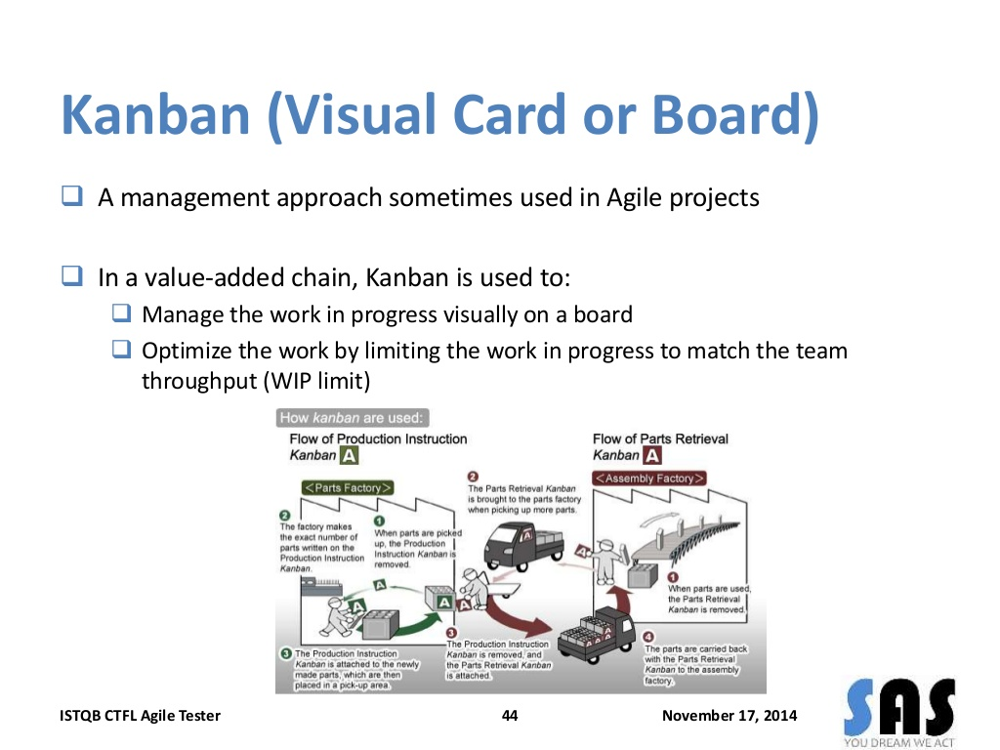 Kanban (Visual Card or Board)
A management approach sometimes used in Agile projects
In a value-added chain, Kanban is used to:
Manage the work in progress visually on a board
Optimize the work by limiting the work in progress to match the team
throughput (WIP limit)
How kanban are used:
Flow of Production Instruction
Kanban A
Flow of Parts Retrieval
Kanban A
<Parts Factory>
<Assembly Factory>
2
The factory makes
the exact number of
parts written on the
Production Instruction
Kanban.
1
When parts are picked
up, the Production
Instruction Kanban is
removed.
2
The Parts Retrieval Kanban
is brought to the parts factory
when picking up more parts.
A
A
A
A
A
A
A
1
When parts are used,
the Parts Retrieval
Kanban is removed.
3 The Production Instruction
Kanban is attached to the newly
made parts, which are then
placed in a pick-up area.
3
The Production Instruction
Kanban is removed, and
the Parts Retrieval Kanban
is attached.
A A A
4
The parts are carried back
with the Parts Retrieval
Kanban to the assembly
factory.
ISTQB CTFL Agile Tester
44
November 17, 2014
SAS
YOU DREAM WE ACT